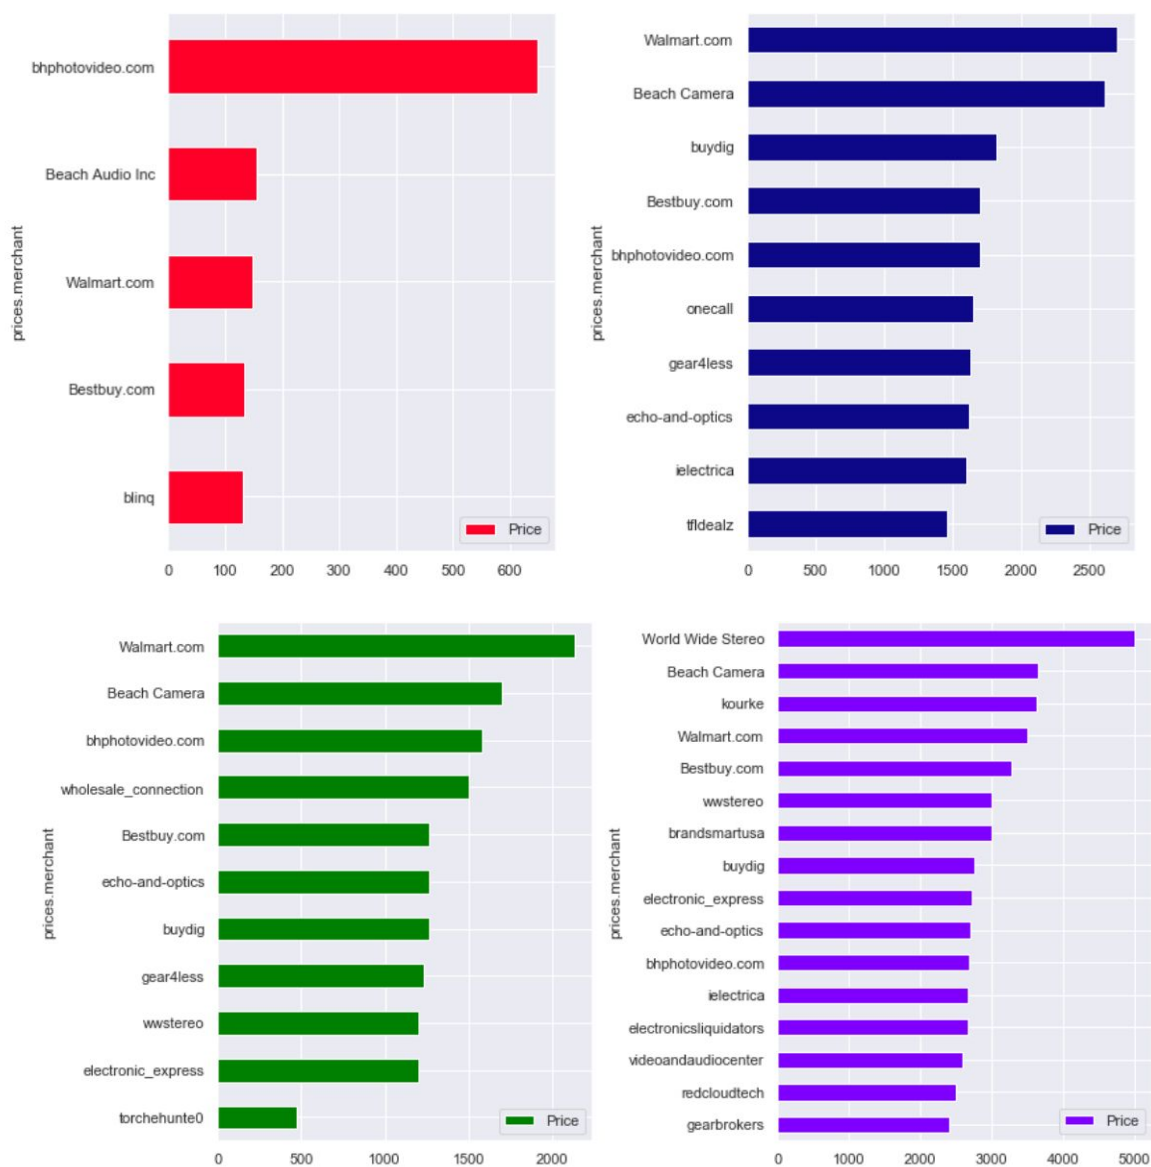 bhphotovideo.com
Beach Audio Inc
Walmart.com
Bestbuy.com
blinq
prices.merchant
Price
0 100 200 300 400 500 600
Walmart.com
Beach Camera
buydig
Bestbuy.com
bhphotovideo.com
onecall
gear4less
echo-and-optics
ielectrica
tfldealz
prices.merchant
Price
0 500 1000 1500 2000 2500
Walmart.com
Beach Camera
bhphotovideo.com
wholesale_connection
Bestbuy.com
echo-and-optics
buydig
gear4less
wwstereo
electronic_express
torchehunte0
prices.merchant
Price
0 500 1000 1500 2000
World Wide Stereo
Beach Camera
kourke
Walmart.com
Bestbuy.com
wwstereo
brandsmartusa
buydig
electronic_express
echo-and-optics
bhphotovideo.com
ielectrica
electronicsliquidators
videoandaudiocenter
redcloudtech
gearbrokers
prices.merchant
Price
0 1000 2000 3000 4000 5000